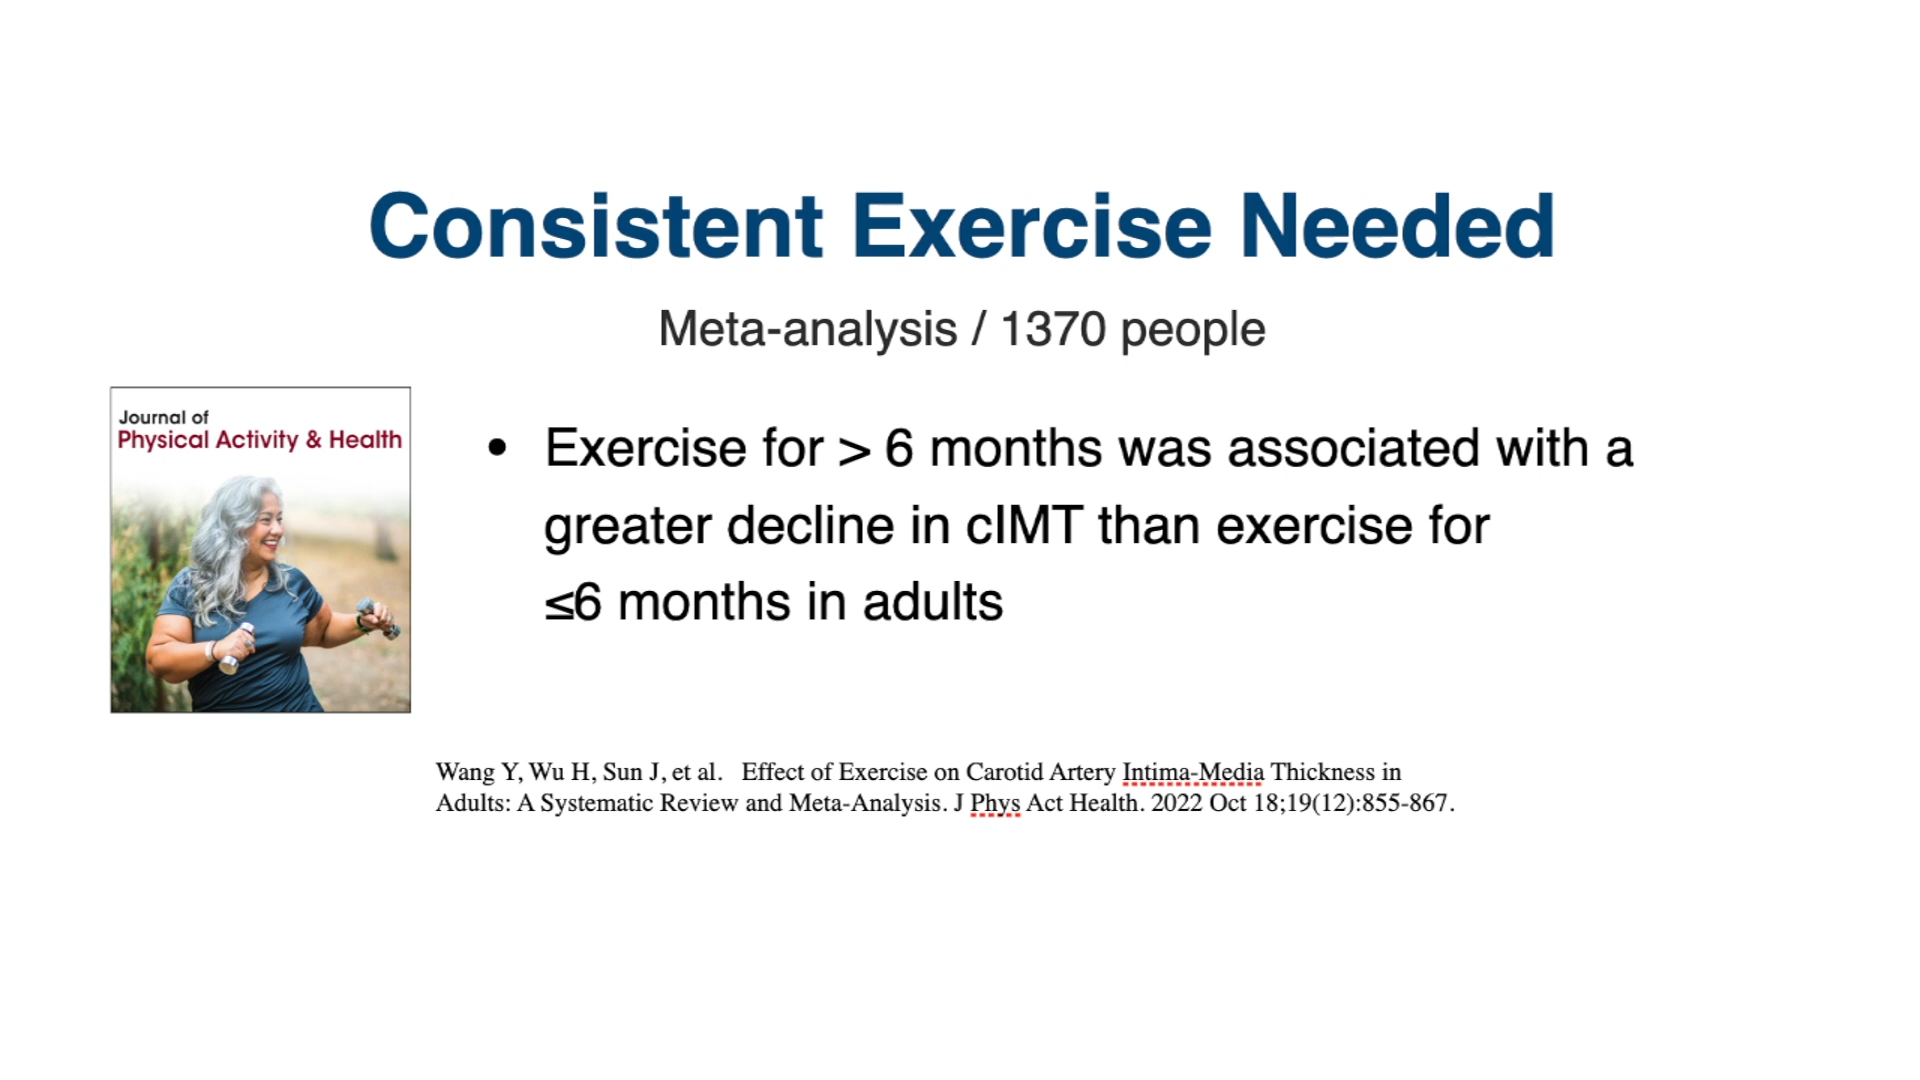 Consistent Exercise Needed
Meta-analysis / 1370 people
Journal of
Physical Activity & Health
• Exercise for > 6 months was associated with a
greater decline in cIMT than exercise for
≤6 months in adults
Wang Y, Wu H, Sun J, et al.   Effect of Exercise on Carotid Artery Intima-Media Thickness in
Adults: A Systematic Review and Meta-Analysis. J Phys Act Health. 2022 Oct 18;19(12):855-867.